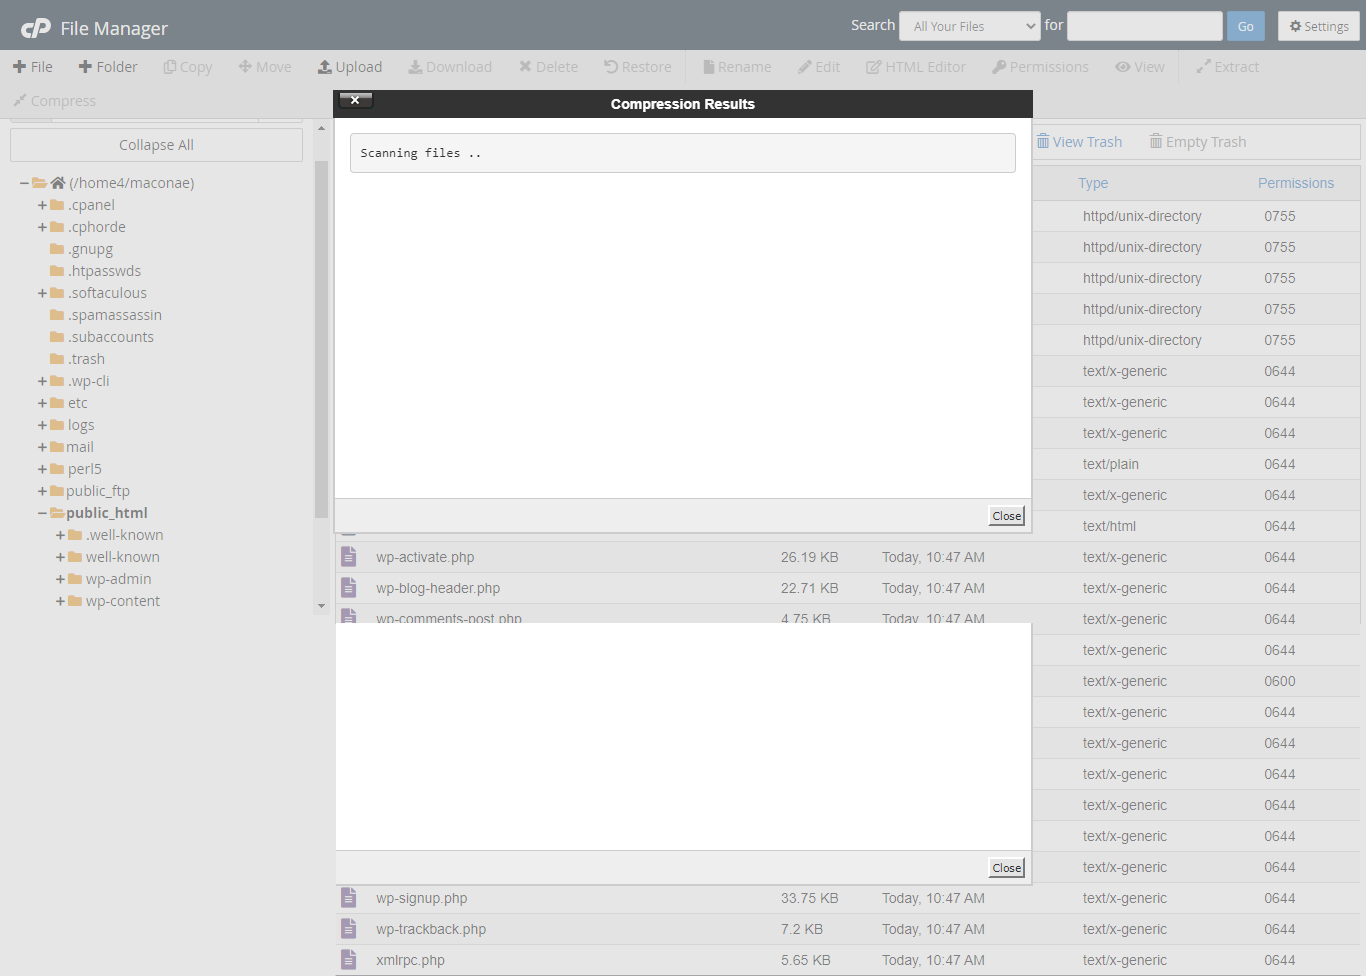 cP File Manager
Search All Your Files for Go Settings
File Folder Copy Move Upload Download Delete Restore Rename Edit HTML Editor Permissions View Extract
Compress
Compression Results
Scanning files ..
Close
Collapse All
(/home4/maconae)
.cpanel
.cphorde
.gnupg
.htpasswds
.softaculous
.spamassassin
.subaccounts
.trash
.wp-cli
etc
logs
mail
perl5
public_ftp
public_html
.well-known
well-known
wp-admin
wp-content
View Trash Empty Trash
Type Permissions
httpd/unix-directory 0755
httpd/unix-directory 0755
httpd/unix-directory 0755
httpd/unix-directory 0755
httpd/unix-directory 0755
text/x-generic 0644
text/x-generic 0644
text/x-generic 0644
text/plain 0644
text/x-generic 0644
text/html 0644
wp-activate.php 26.19 KB Today, 10:47 AM text/x-generic 0644
wp-blog-header.php 22.71 KB Today, 10:47 AM text/x-generic 0644
wp-comments-post.php 4.75 KB Today, 10:47 AM text/x-generic 0644
text/x-generic 0644
text/x-generic 0600
text/x-generic 0644
text/x-generic 0644
text/x-generic 0644
text/x-generic 0644
text/x-generic 0644
text/x-generic 0644
Close
wp-signup.php 33.75 KB Today, 10:47 AM text/x-generic 0644
wp-trackback.php 7.2 KB Today, 10:47 AM text/x-generic 0644
xmlrpc.php 5.65 KB Today, 10:47 AM text/x-generic 0644